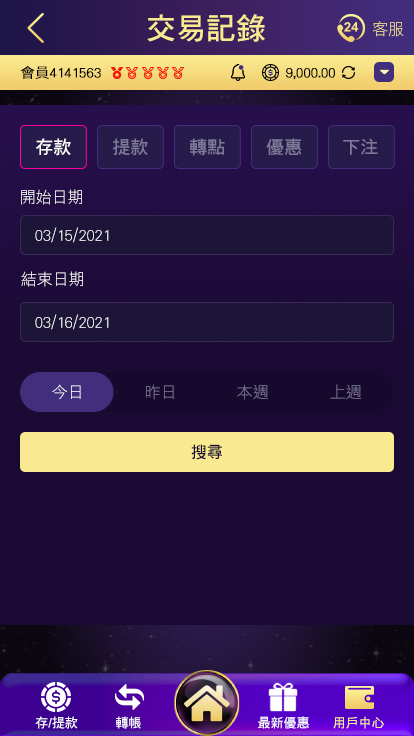 交易記錄
24 客服
會員4141563 9,000.00
存款 提款 轉點 優惠 下注
開始日期
03/15/2021
結束日期
03/16/2021
今日 昨日 本週 上週
搜尋
存/提款 轉帳 最新優惠 用戶中心